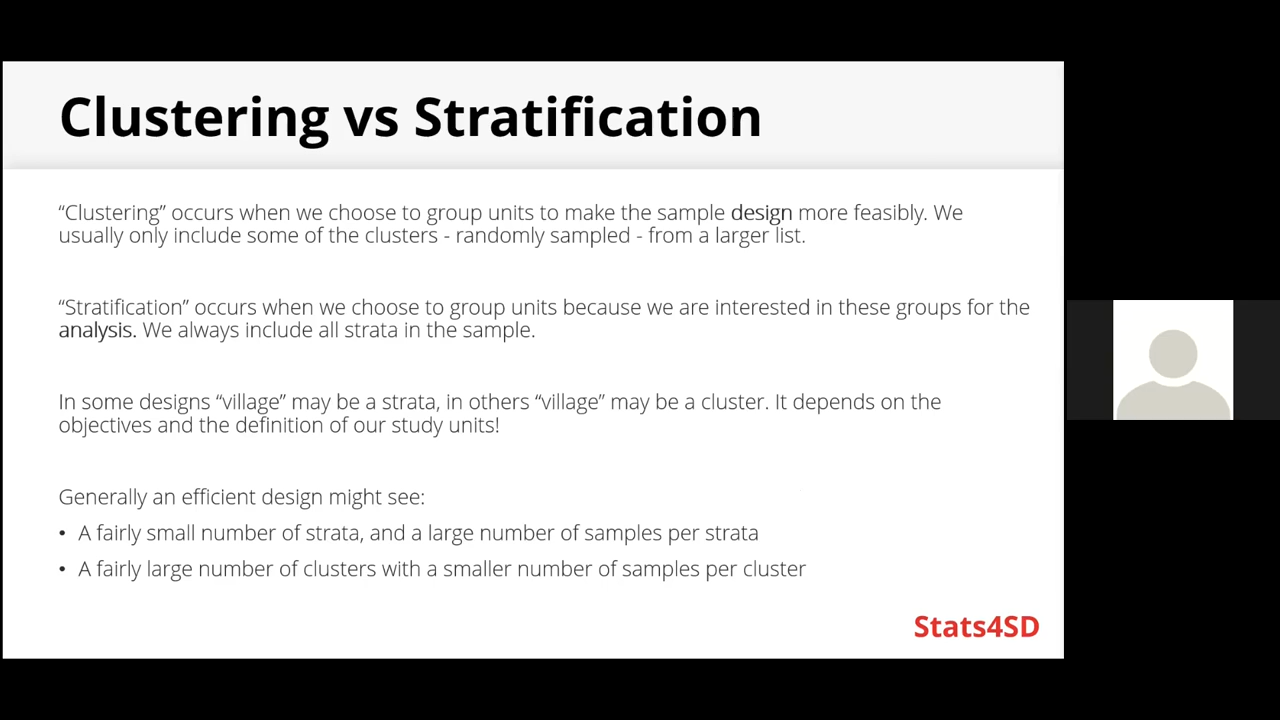 Clustering vs Stratification
“Clustering” occurs when we choose to group units to make the sample design more feasibly. We
usually only include some of the clusters - randomly sampled - from a larger list.
“Stratification” occurs when we choose to group units because we are interested in these groups for the
analysis. We always include all strata in the sample.
In some designs “village” may be a strata, in others “village” may be a cluster. It depends on the
objectives and the definition of our study units!
Generally an efficient design might see:
• A fairly small number of strata, and a large number of samples per strata
• A fairly large number of clusters with a smaller number of samples per cluster
Stats4SD